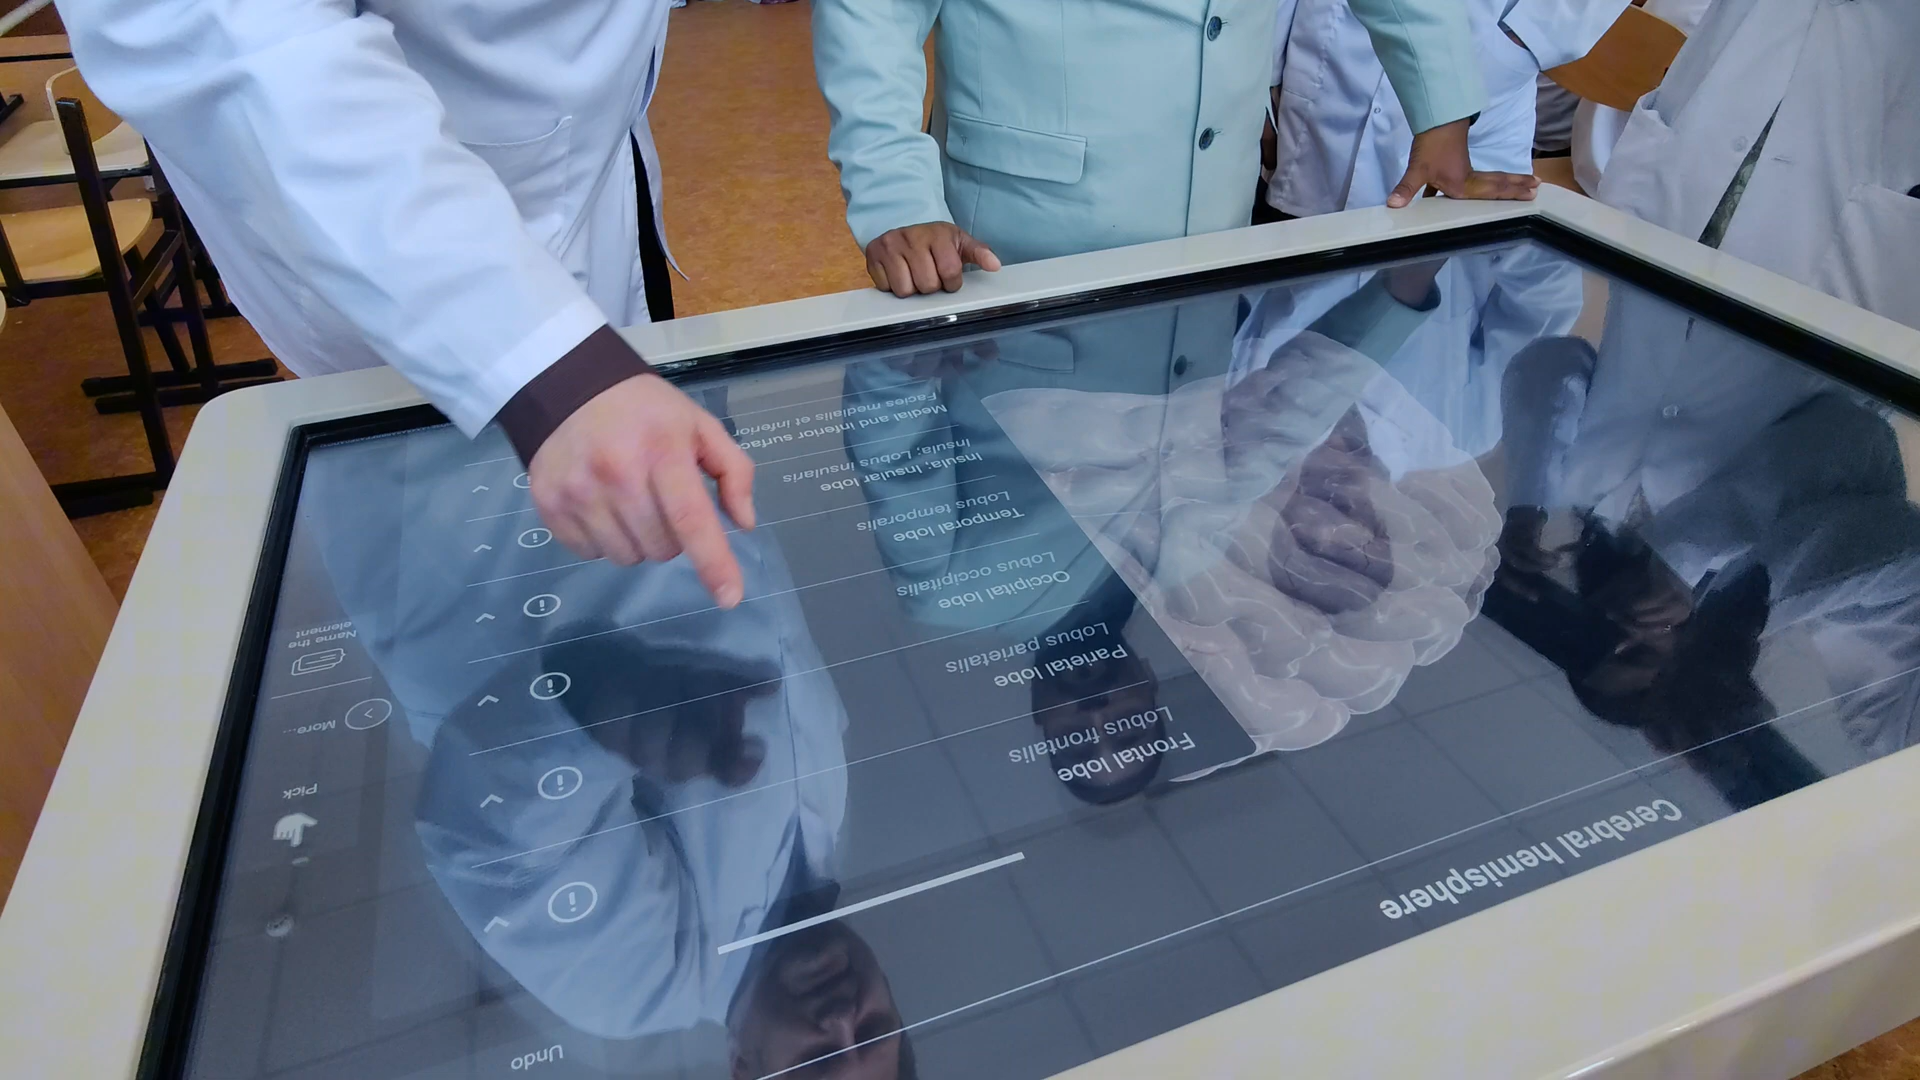 Cerebral hemisphere
Frontal lobe
Lobus frontalis
Parietal lobe
Lobus parietalis
Occipital lobe
Lobus occipitalis
Temporal lobe
Lobus temporalis
Insula; Insular lobe
Insula; Lobus insularis
Medial and inferior
Facies medialis et inferior
Undo
Pick
More...
Name the
element